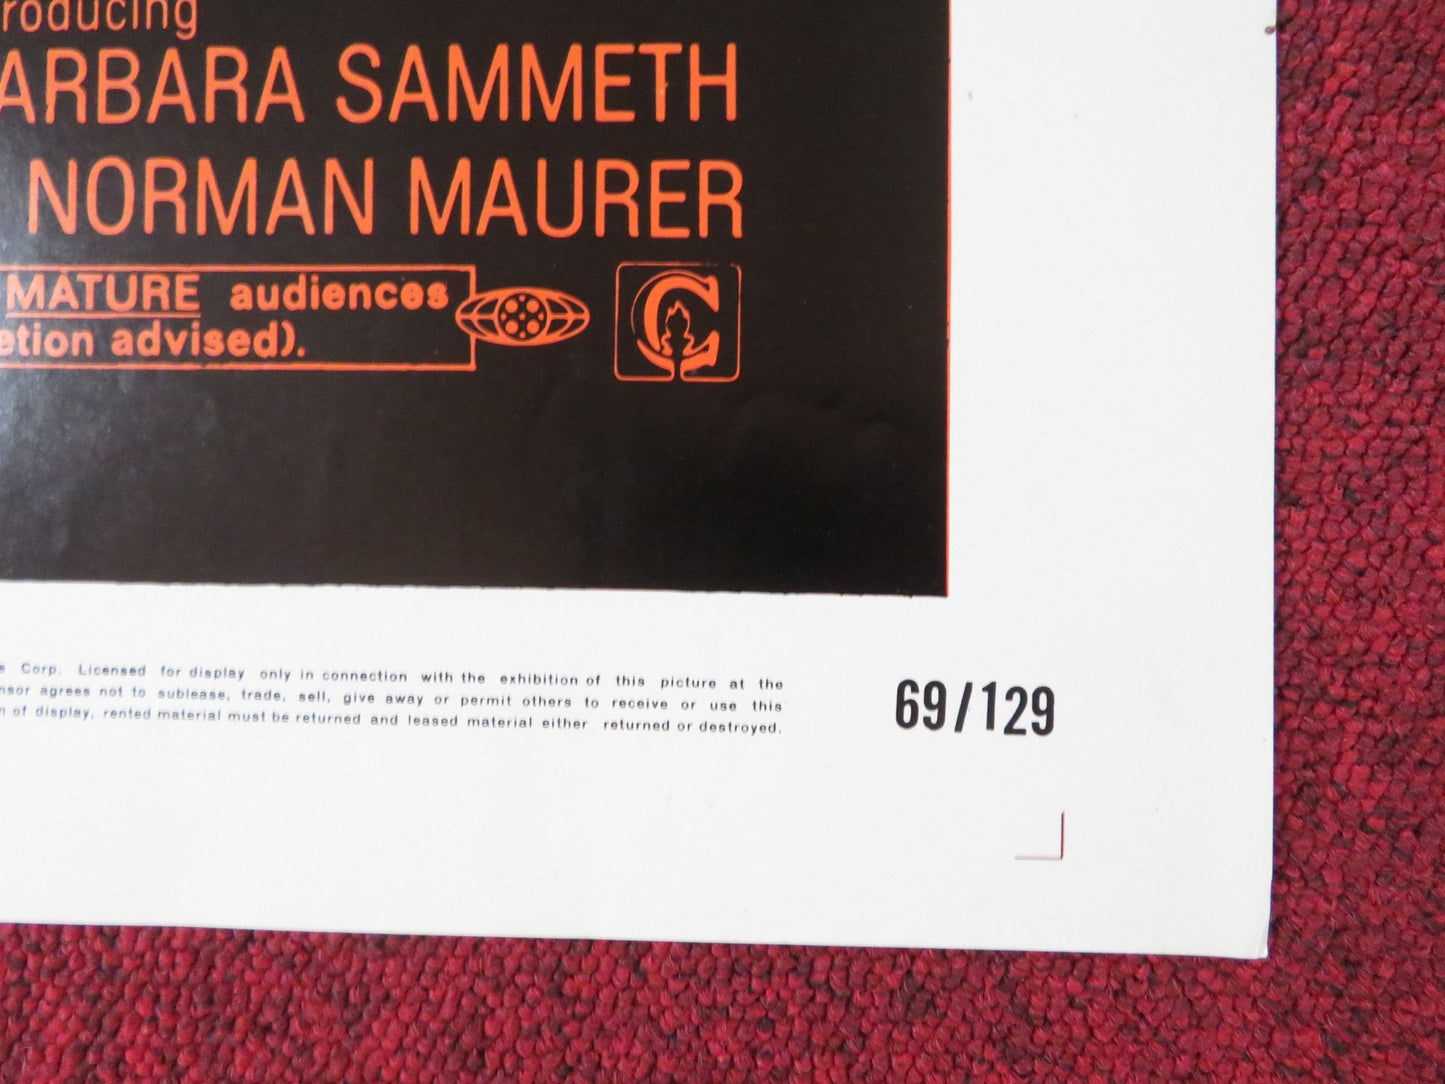 roducing
ARBARA SAMMETH
NORMAN MAURER
MATURE audiences
etion advised).
C
e Corp. Licensed for display only in connection with the exhibition of this picture at the
nsor agrees not to sublease, trade, sell, give away or permit others to receive or use this
n of display, rented material must be returned and leased material either returned or destroyed.
69/129